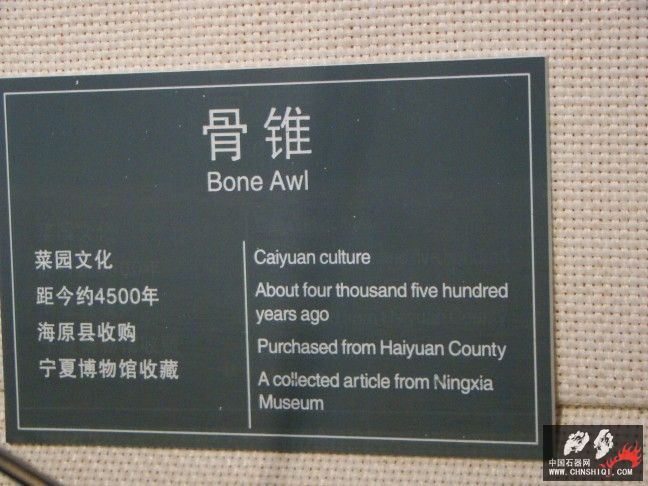 骨锥
Bone Awl
菜园文化
距今约4500年
海原县收购
宁夏博物馆收藏
Caiyuan culture
About four thousand five hundred
years ago
Purchased from Haiyuan County
A collected article from Ningxia
Museum
中国石器网
WWW.CHNSHIQI.COM